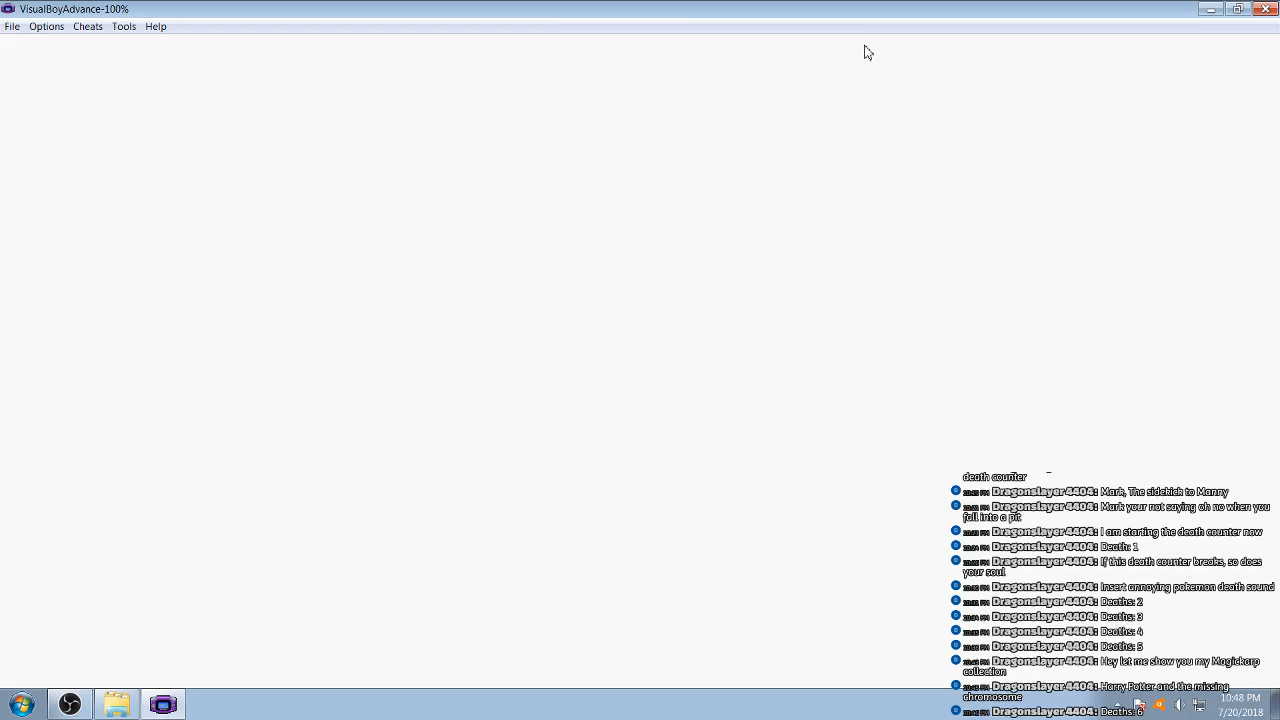 VisualBoyAdvance-100%
File Options Cheats Tools Help
death counter
Dragonslayer4404: Mark, The sidekick to Manny
Dragonslayer4404: Mark your not saying oh no when you
fall into a pit
Dragonslayer4404: I am starting the death counter now
Dragonslayer4404: Death: 1
Dragonslayer4404: If this death counter breaks, so does
your soul
Dragonslayer4404: Insert annoying pokemon death sound
Dragonslayer4404: Deaths: 2
Dragonslayer4404: Deaths: 3
Dragonslayer4404: Deaths: 4
Dragonslayer4404: Deaths: 5
Dragonslayer4404: Hey let me show you my Magickarp
collection
Dragonslayer4404: Harry Potter and the missing
chromosome
Dragonslayer4404: Deaths: 6
10:48 PM
7/20/2018